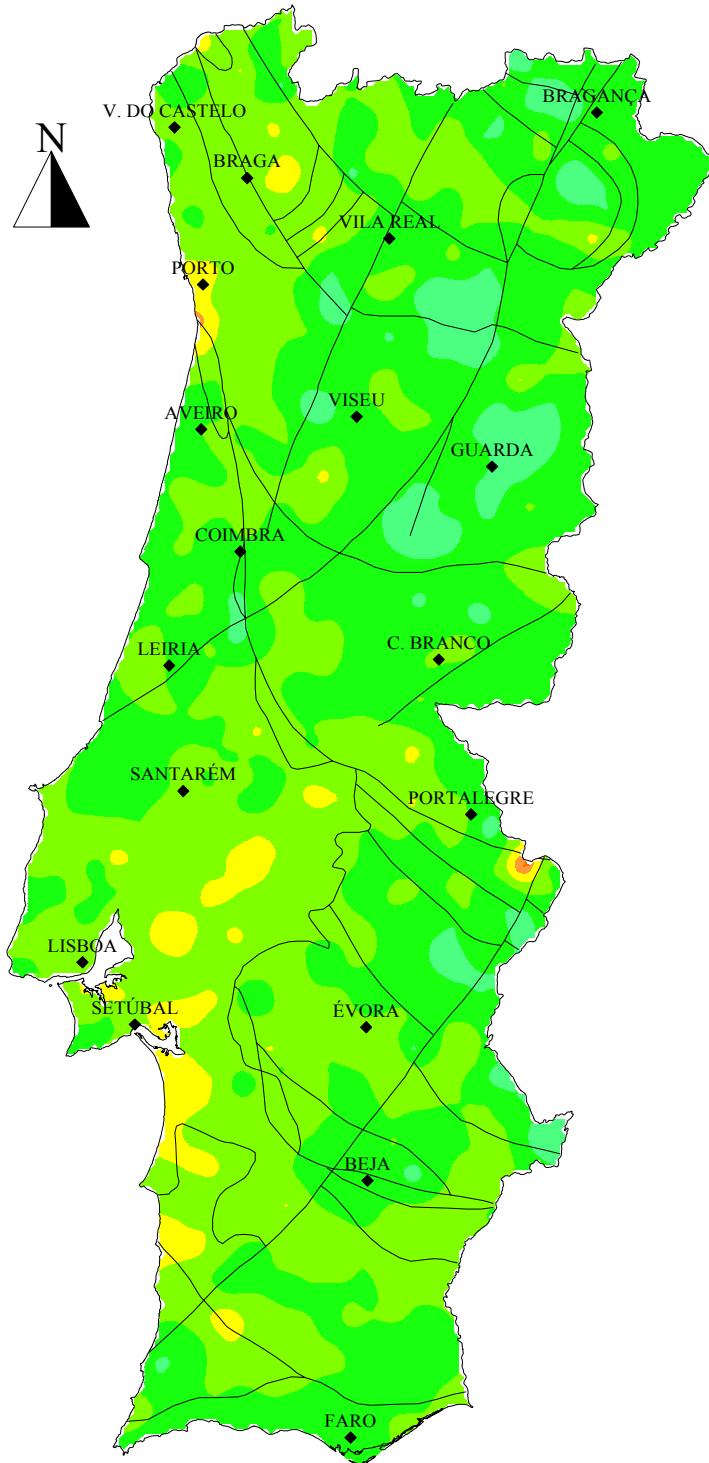 BRAGANÇA
V. DO CASTELO
N
BRAGA
VILA REAL
PORTO
VISEU
AVEIRO
GUARDA
COIMBRA
C. BRANCO
LEIRIA
SANTARÉM
PORTALEGRE
LISBOA
SETÚBAL
ÉVORA
BEJA
FARO